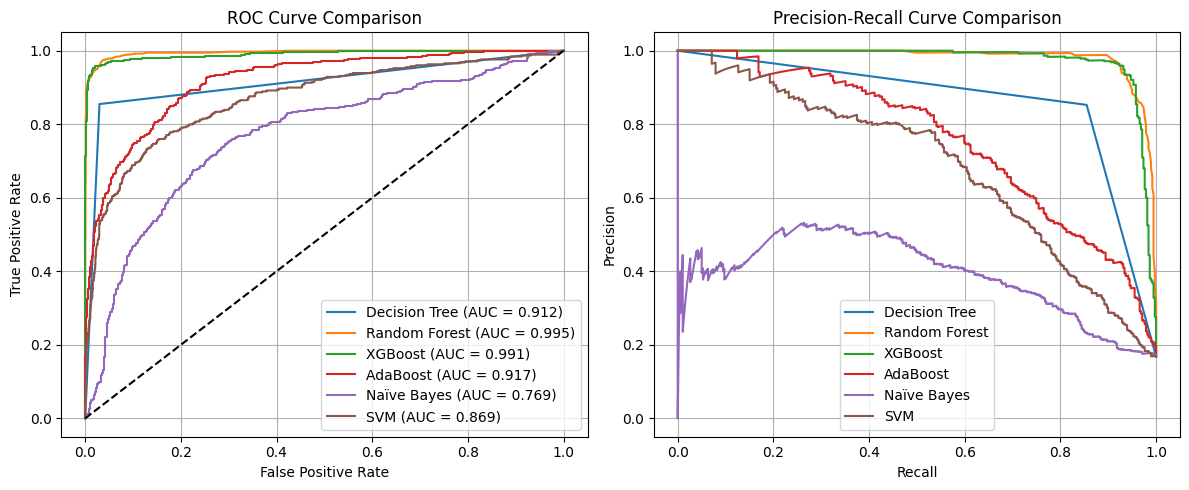 ROC Curve Comparison
1.0
0.8
0.6
0.4
0.2
0.0
True Positive Rate
0.0 0.2 0.4 0.6 0.8 1.0
False Positive Rate
Decision Tree (AUC = 0.912)
Random Forest (AUC = 0.995)
XGBoost (AUC = 0.991)
AdaBoost (AUC = 0.917)
Naïve Bayes (AUC = 0.769)
SVM (AUC = 0.869)
Precision-Recall Curve Comparison
1.0
0.8
0.6
0.4
0.2
0.0
Precision
0.0 0.2 0.4 0.6 0.8 1.0
Recall
Decision Tree
Random Forest
XGBoost
AdaBoost
Naïve Bayes
SVM